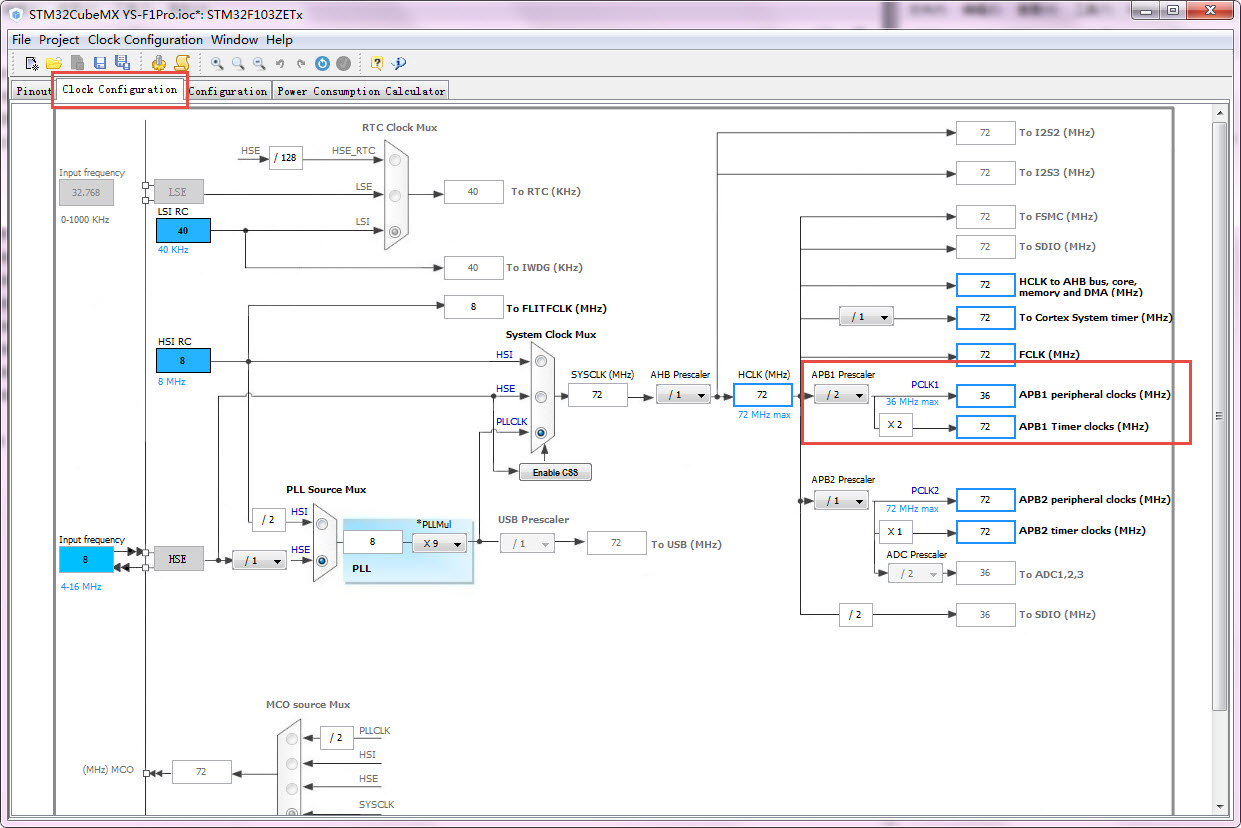 STM32CubeMX YS-F1Pro.ioc*: STM32F103ZETx
File Project Clock Configuration Window Help
Pinout Clock Configuration Configuration Power Consumption Calculator
RTC Clock Mux
HSE / 128 HSE_RTC
Input frequency
32.768
0-1000 KHz
LSE
LSE
LSI RC
40
40 KHz
LSI
40 To RTC (KHz)
40 To IWDG (KHz)
8 To FLITFCLK (MHz)
System Clock Mux
HSI RC
8
8 MHz
HSI
HSE
PLLCLK
Enable CSS
SYSCLK (MHz)
72
AHB Prescaler
/ 1
HCLK (MHz)
72
72 MHz max
72 To I2S2 (MHz)
72 To I2S3 (MHz)
72 To FSMC (MHz)
72 To SDIO (MHz)
72 HCLK to AHB bus, core,
memory and DMA (MHz)
/ 1 72 To Cortex System timer (MHz)
72 FCLK (MHz)
APB1 Prescaler
/ 2
PCLK1
36 MHz max
36 APB1 peripheral clocks (MHz)
X 2 72 APB1 Timer clocks (MHz)
APB2 Prescaler
/ 1
PCLK2
72 MHz max
72 APB2 peripheral clocks (MHz)
X 1 72 APB2 timer clocks (MHz)
ADC Prescaler
/ 2 36 To ADC1,2,3
/ 2 36 To SDIO (MHz)
PLL Source Mux
/ 2 HSI
Input frequency
8
4-16 MHz
HSE
/ 1 HSE
8
*PLLMul
X 9
PLL
USB Prescaler
/ 1 72 To USB (MHz)
MCO source Mux
/ 2 PLLCLK
HSI
HSE
SYSCLK
(MHz) MCO 72